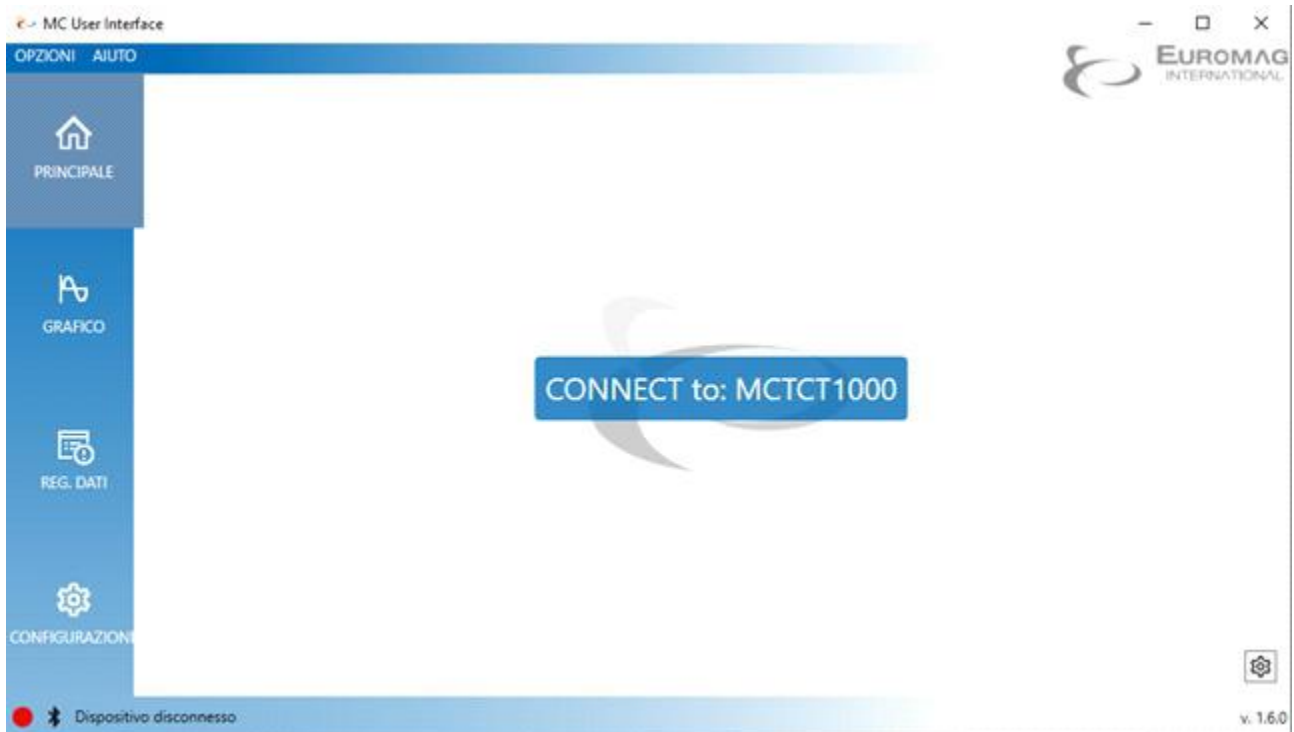 MC User Interface
OPZIONI AIUTO
EUROMAG
INTERNATIONAL
PRINCIPALE
GRAFICO
CONNECT to: MCTCT1000
REG. DATI
CONFIGURAZIONE
Dispositivo disconnesso
v. 1.6.0